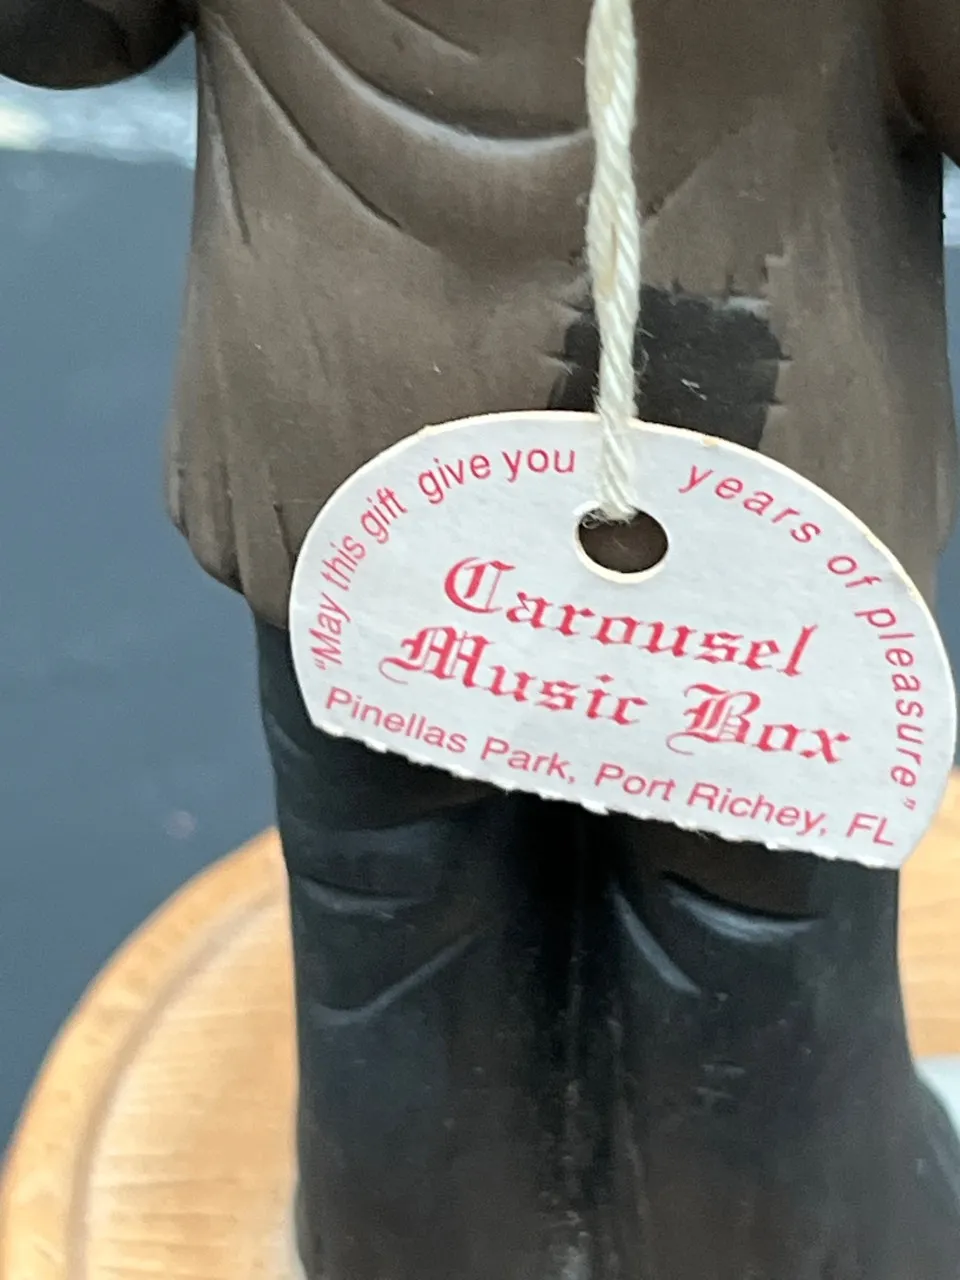 "May this gift give you years of pleasure"
Carousel
Music Box
Pinellas Park, Port Richey, FL